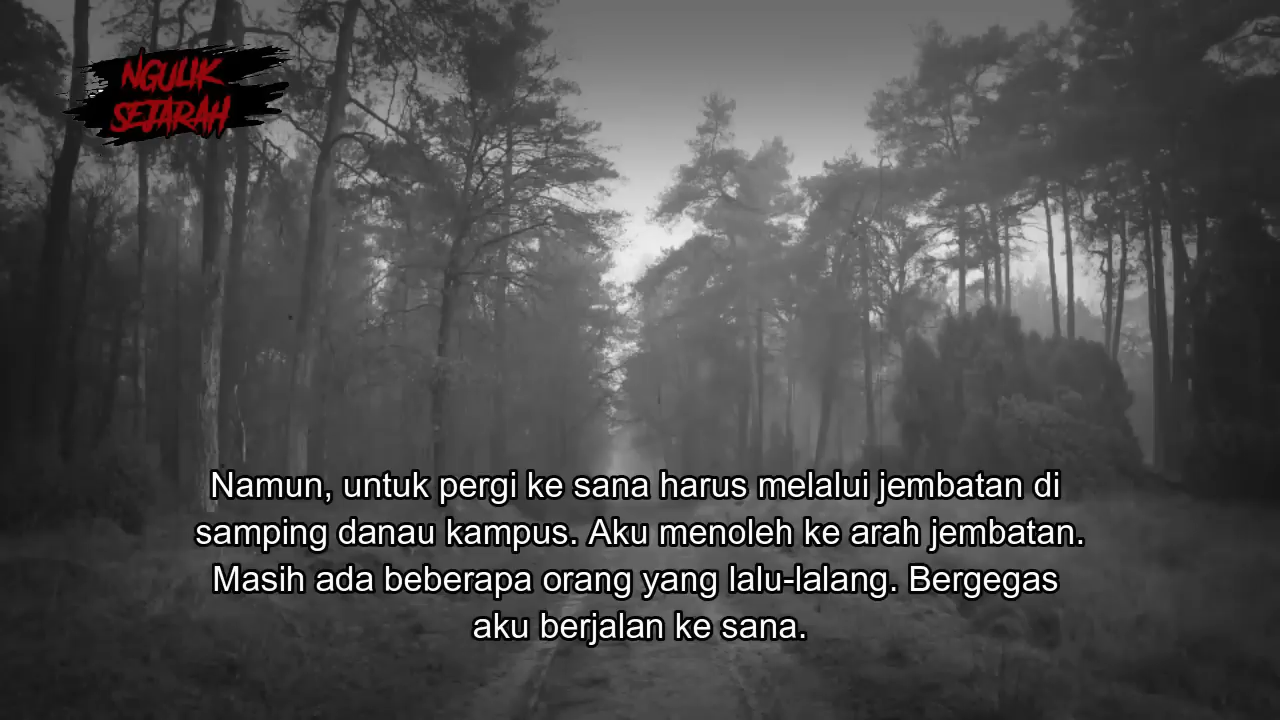 NGULIK
SEJARAH
Namun, untuk pergi ke sana harus melalui jembatan di
samping danau kampus. Aku menoleh ke arah jembatan.
Masih ada beberapa orang yang lalu-lalang. Bergegas
aku berjalan ke sana.